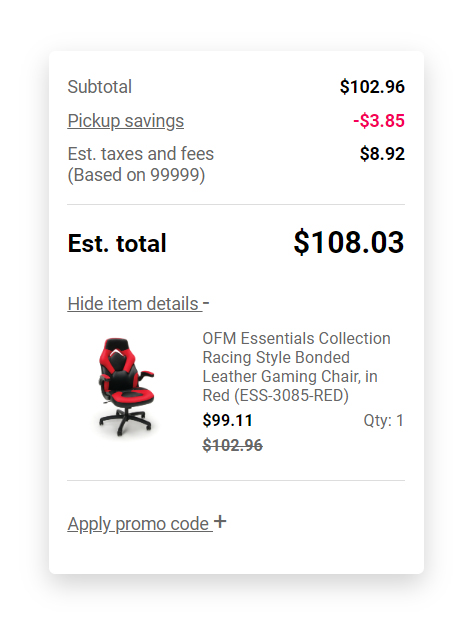 Subtotal $102.96
Pickup savings -$3.85
Est. taxes and fees $8.92
(Based on 99999)
Est. total $108.03
Hide item details -
OFM Essentials Collection
Racing Style Bonded
Leather Gaming Chair, in
Red (ESS-3085-RED)
$99.11 Qty: 1
$102.96
Apply promo code +